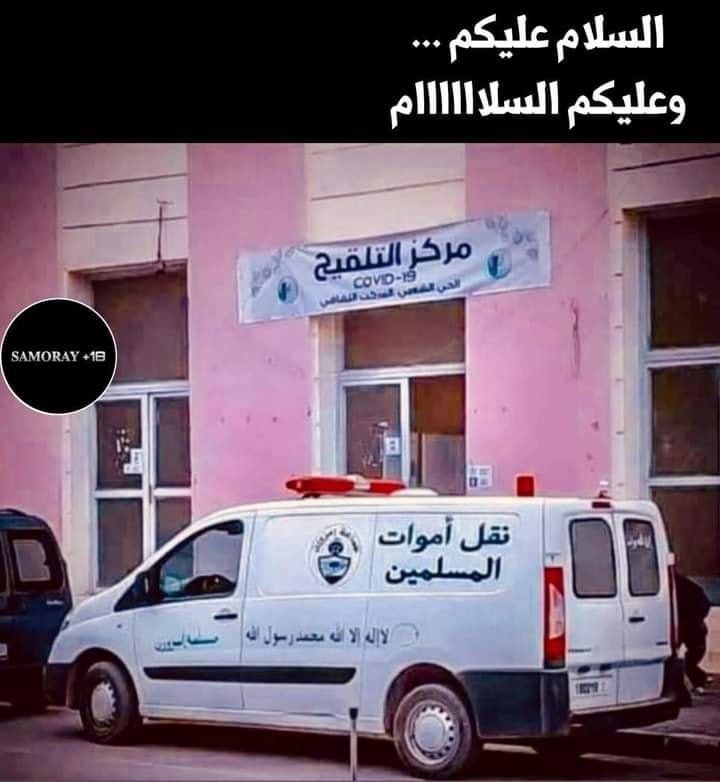 السلام عليكم ...
وعليكم السلااااااام
مركز التلقيح
COVID-19
SAMORAY +18
نقل أموات
المسلمين
لا إله إلا الله محمد رسول الله